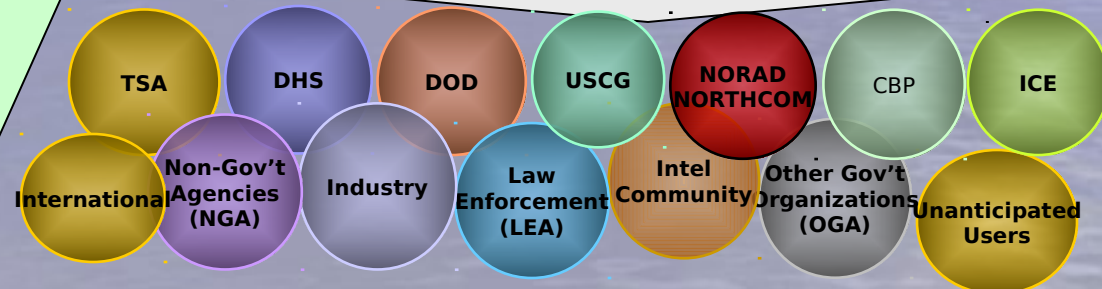 TSA
DHS
DOD
USCG
NORAD
NORTHCOM
CBP
ICE
International
Non-Gov’t
Agencies
(NGA)
Industry
Law
Enforcement
(LEA)
Intel
Community
Other Gov’t
Organizations
(OGA)
Unanticipated
Users